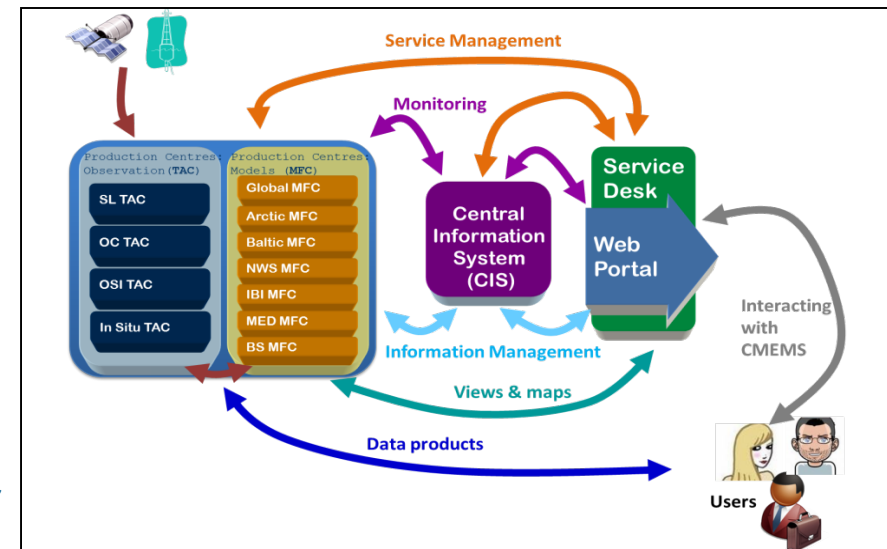 Service Management
Monitoring
Production Centres:
Observation(TAC)
SL TAC
OC TAC
OSI TAC
In Situ TAC
Production Centres:
Models (MFC)
Global MFC
Arctic MFC
Baltic MFC
NWS MFC
IBI MFC
MED MFC
BS MFC
Central
Information
System
(CIS)
Service
Desk
Web
Portal
Interacting
with
CMEMS
Information Management
Views & maps
Data products
Users